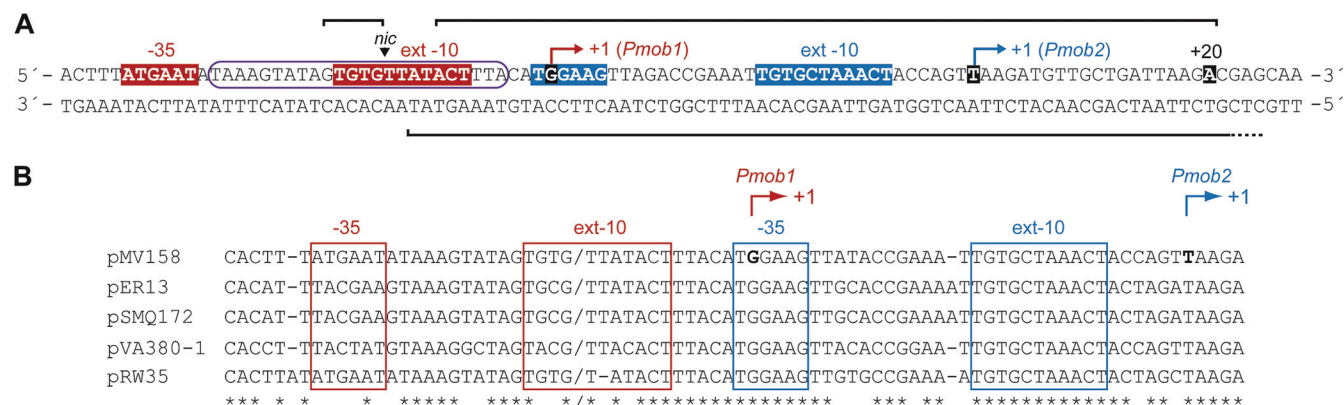 A
nic
-35 ext -10 +1 (Pmob1) ext -10 +1 (Pmob2) +20
5´- ACTTTATGAATATAAAGTATAGTGTGTTATACTTTACATGGAAGTTAGACCGAAATTGTGCTAAACTACCAGTTAAGATGTTGCTGATTAAGACGAGCAA -3´
3´- TGAAATACTTATATTTCATATCACACAATATGAAATGTACCTTCAATCTGGCTTTAACACGAATTGATGGTCAATTCTACAACGACTAATTCTGCTCGTT -5´
B
Pmob1 Pmob2
+1 +1
-35 ext-10 -35 ext-10
pMV158 CACTT-TATGAATATAAAGTATAGTGTG/TTATACTTTACATGGAAGTTATACCGAAA-TTGTGCTAAACTACCAGTTAAGA
pER13 CACAT-TTACGAAGTAAAGTATAGTGCG/TTATACTTTACATGGAAGTTGCACCGAAAATTGTGCTAAACTACTAGATAAGA
pSMQ172 CACAT-TTACGAAGTAAAGTATAGTGCG/TTATACTTTACATGGAAGTTGCACCGAAAATTGTGCTAAACTACTAGATAAGA
pVA380-1 CACCT-TTACTATGTAAAGGCTAGTACG/TTACACTTTACATGGAAGTTACACCGGAA-TTGTGCTAAACTACCAGTTAAGA
pRW35 CACTTATATGAATATAAAGTATAGTGTG/T-ATACTTTACATGGAAGTTGTGCCGAAA-ATGTGCTAAACTACTAGCTAAGA
*** * * * ***** **** * */* * **************** *** ** ************ ** * *****